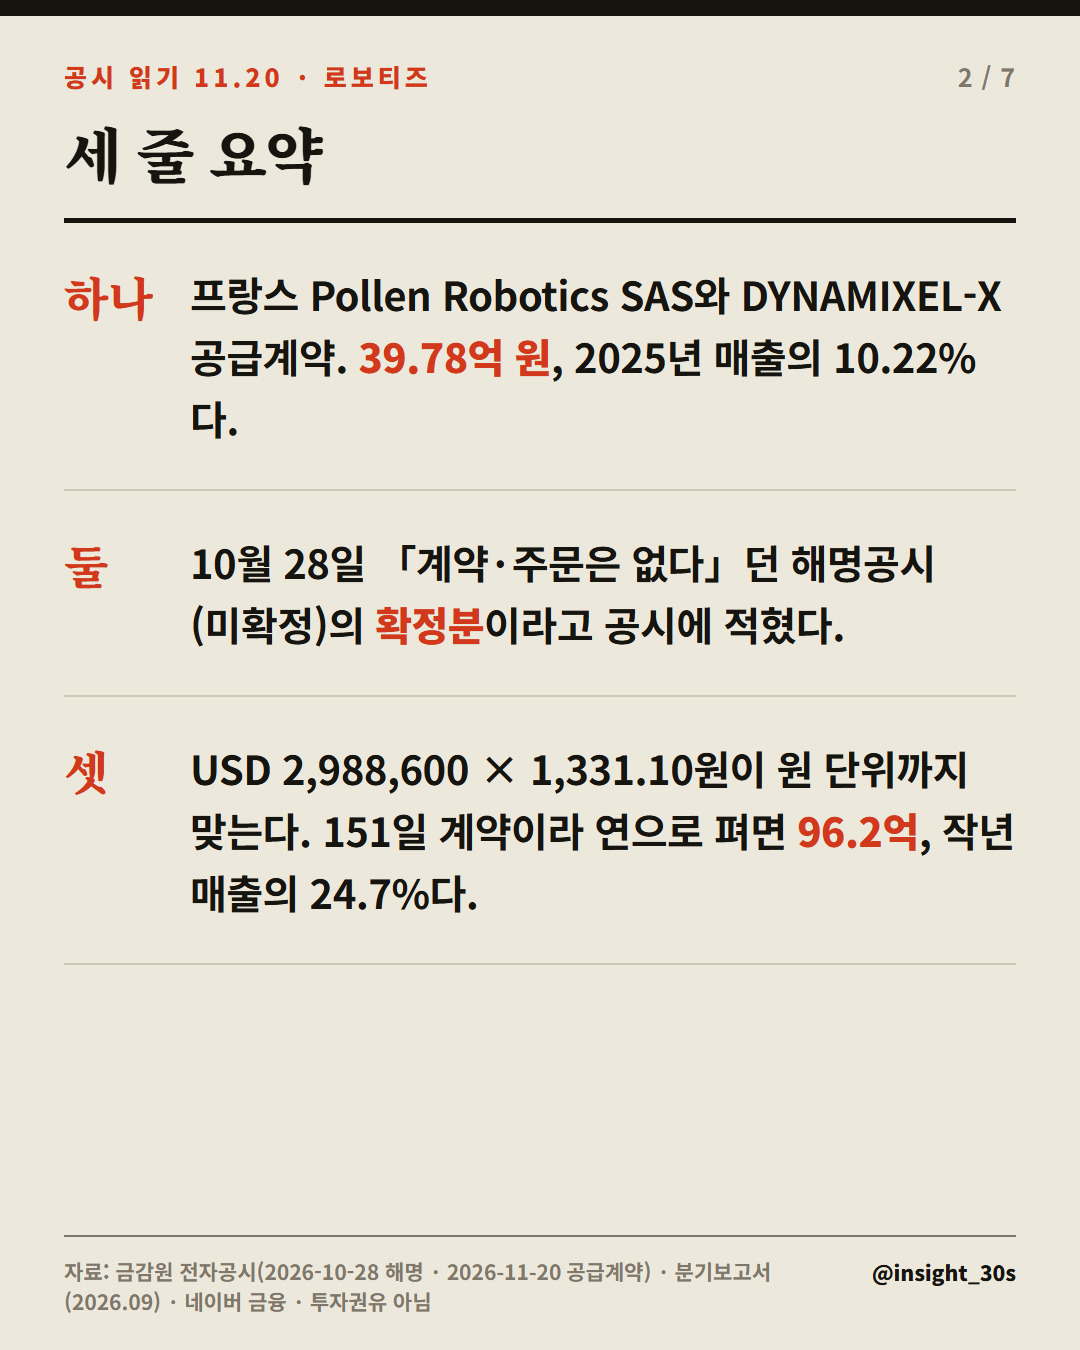 공시 읽기 11.20 · 로보티즈
2 / 7
세 줄 요약
하나
프랑스 Pollen Robotics SAS와 DYNAMIXEL-X
공급계약. 39.78억 원, 2025년 매출의 10.22%
다.
둘
10월 28일 「계약·주문은 없다」던 해명공시
(미확정)의 확정분이라고 공시에 적혔다.
셋
USD 2,988,600 × 1,331.10원이 원 단위까지
맞는다. 151일 계약이라 연으로 펴면 96.2억, 작년
매출의 24.7%다.
자료: 금감원 전자공시(2026-10-28 해명 · 2026-11-20 공급계약) · 분기보고서
(2026.09) · 네이버 금융 · 투자권유 아님
@insight_30s